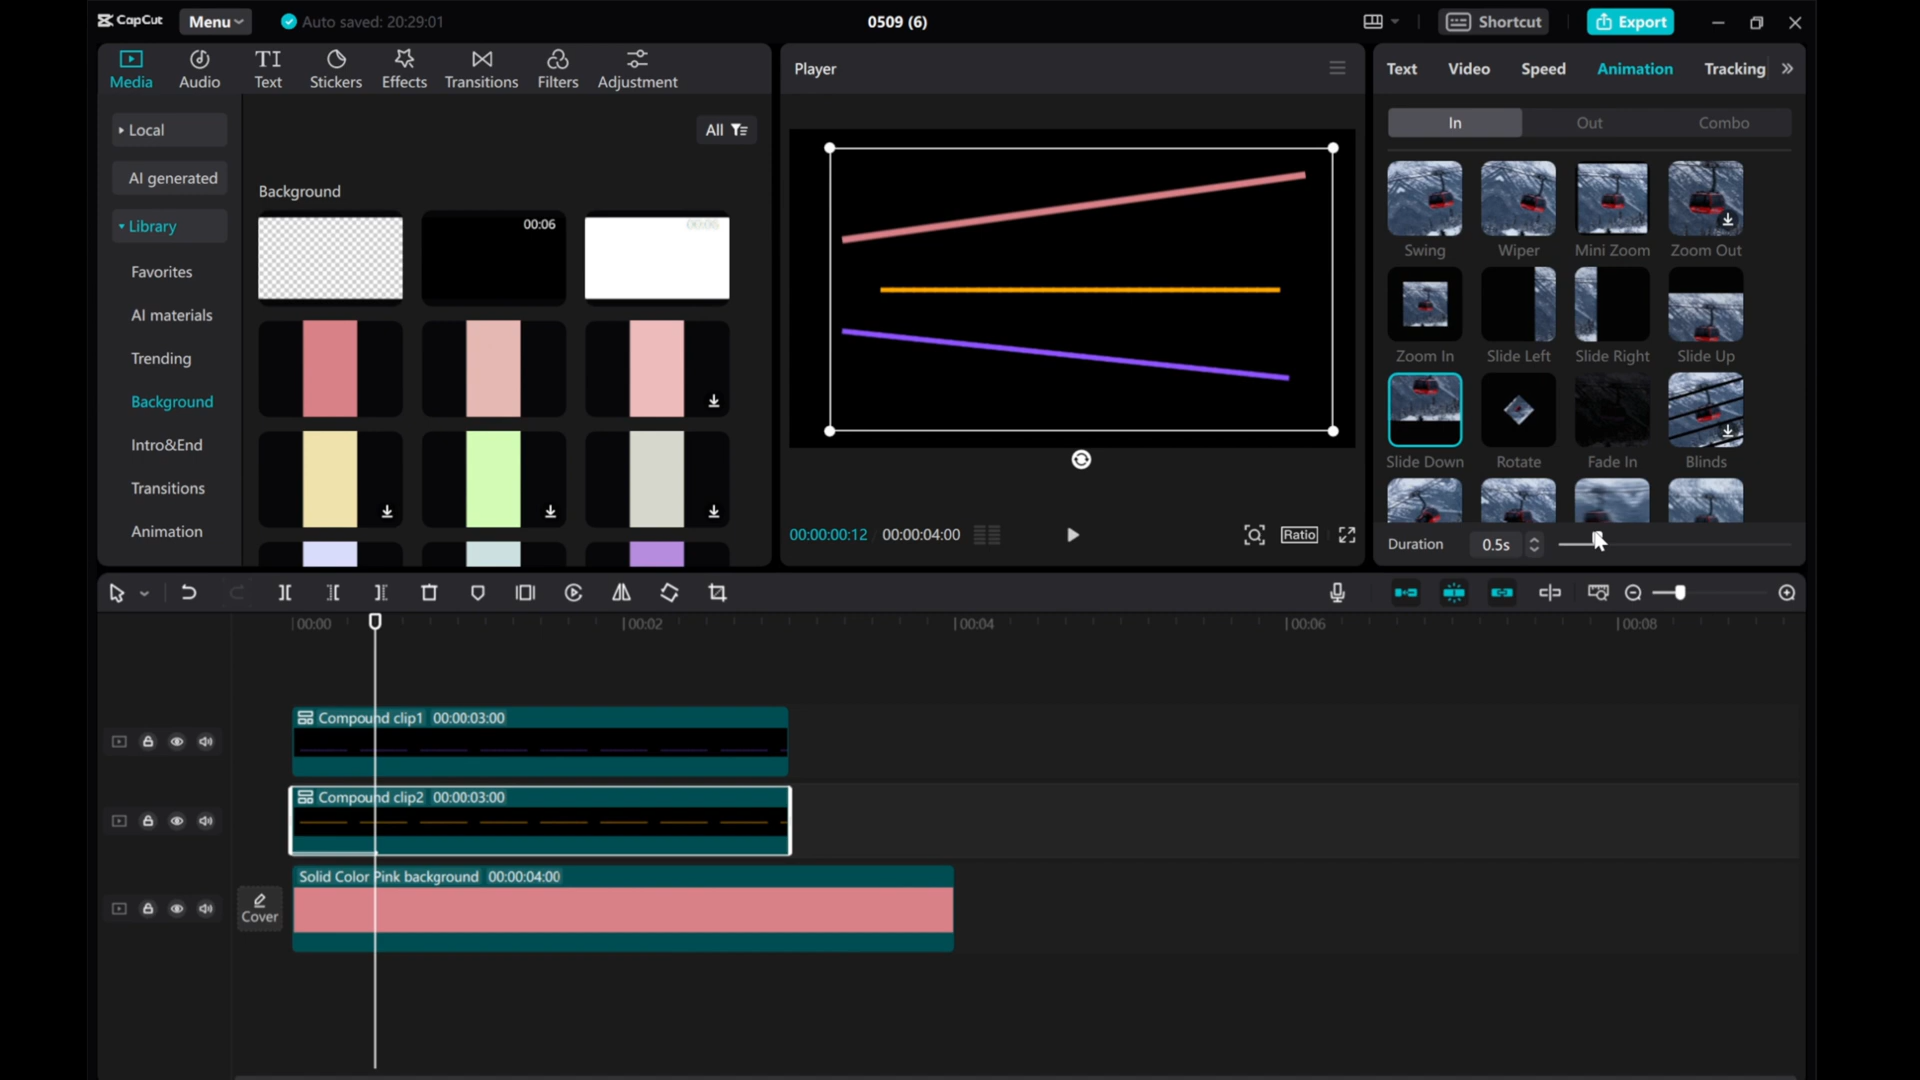 CapCut Menu Auto saved: 20:29:01 0509 (6) Shortcut Export
Media Audio Text Stickers Effects Transitions Filters Adjustment
Local
AI generated
Library
Favorites
AI materials
Trending
Background
Intro&End
Transitions
Animation
All
Background
00:06
00:06
Player
00:00:00:12 00:00:04:00
Ratio
Text Video Speed Animation Tracking
In Out Combo
Swing Wiper Mini Zoom Zoom Out
Zoom In Slide Left Slide Right Slide Up
Slide Down Rotate Fade In Blinds
Duration 0.5s
00:00 00:02 00:04 00:06 00:08
Compound clip1 00:00:03:00
Compound clip2 00:00:03:00
Solid Color Pink background 00:00:04:00
Cover